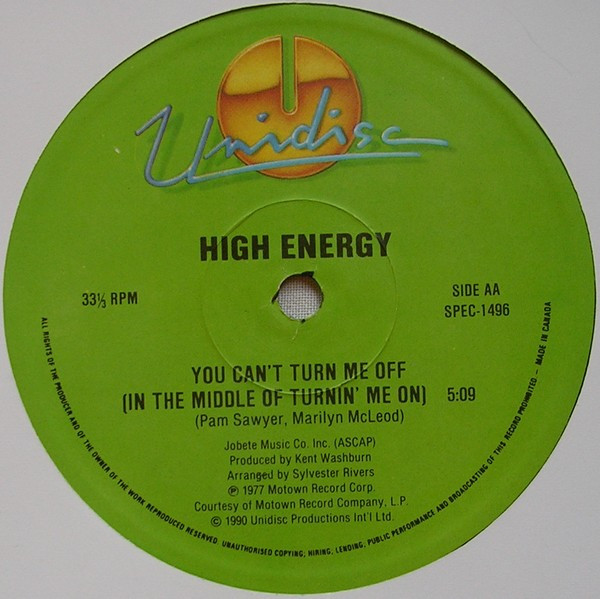 Unidisc
HIGH ENERGY
33⅓ RPM
SIDE AA
SPEC-1496
YOU CAN'T TURN ME OFF
(IN THE MIDDLE OF TURNIN' ME ON) 5:09
(Pam Sawyer, Marilyn McLeod)
Jobete Music Co. Inc. (ASCAP)
Produced by Kent Washburn
Arranged by Sylvester Rivers
℗ 1977 Motown Record Corp.
Courtesy of Motown Record Company, L.P.
© 1990 Unidisc Productions Int'l Ltd.
ALL RIGHTS OF THE PRODUCER AND OF THE OWNER OF THE WORK REPRODUCED RESERVED. UNAUTHORISED COPYING; HIRING; LENDING; PUBLIC PERFORMANCE AND BROADCASTING OF THIS RECORD PROHIBITED - MADE IN CANADA